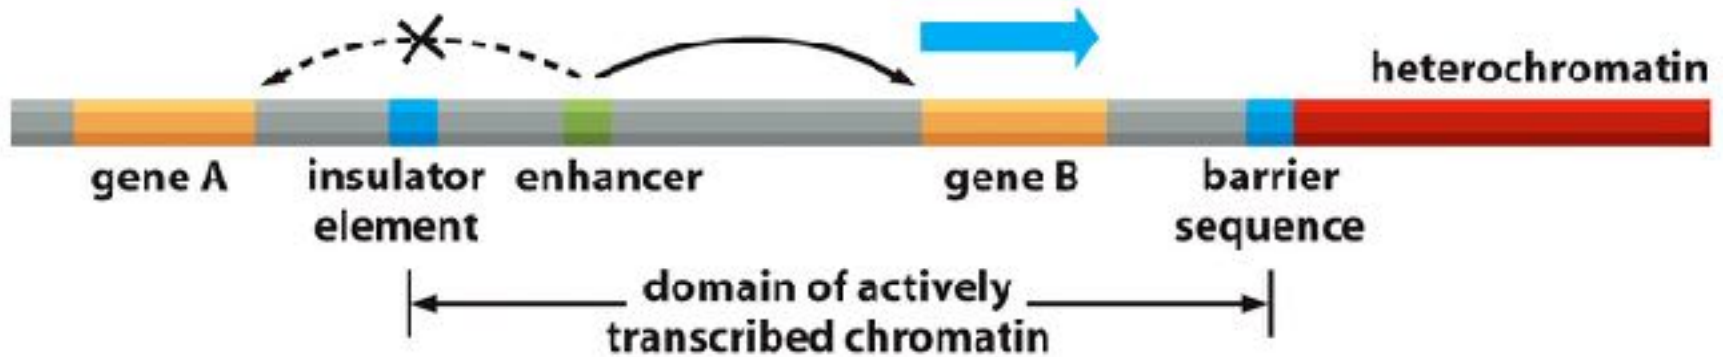 heterochromatin
gene A
insulator
element
enhancer
gene B
barrier
sequence
domain of actively
transcribed chromatin